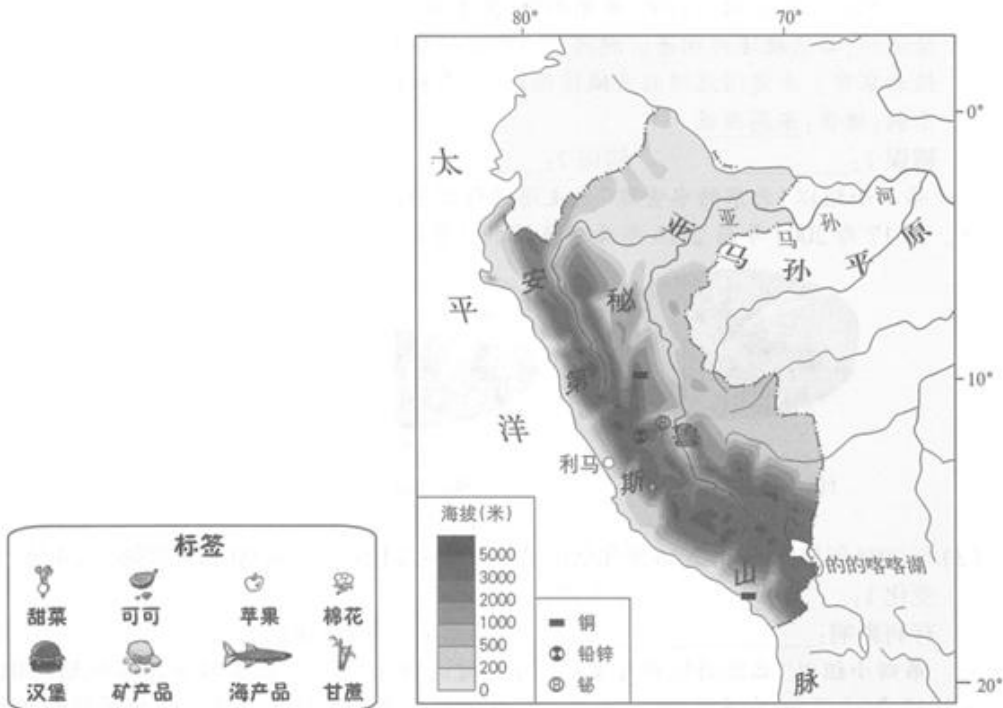 80° 70°
0°
10°
20°
太平洋
亚马孙河
亚马孙平原
安第斯山脉
秘鲁
利马
的的喀喀湖
海拔(米)
5000
3000
2000
1000
500
200
0
铜
铅锌
铋
标签
甜菜 可可 苹果 棉花
汉堡 矿产品 海产品 甘蔗